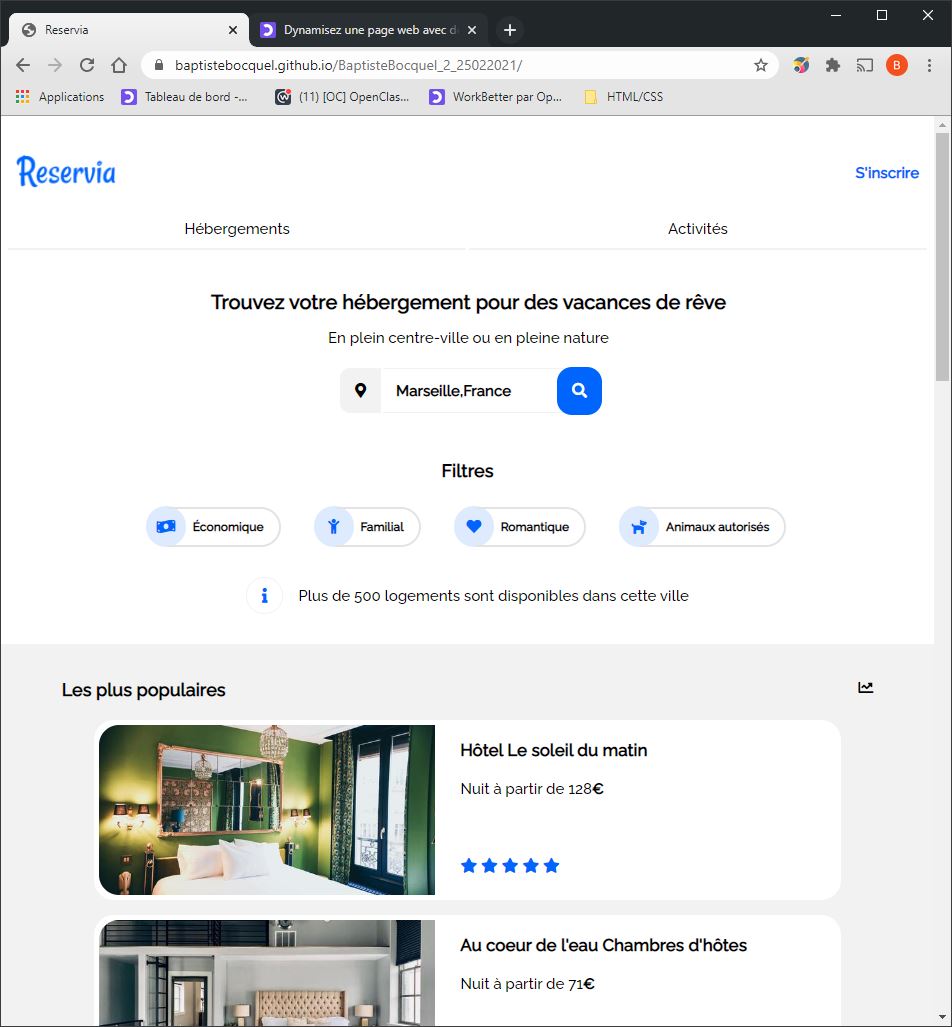 Reservia
Dynamisez une page web avec d
baptistebocquel.github.io/BaptisteBocquel_2_25022021/
B
Applications
Tableau de bord -...
(11) [OC] OpenClas...
WorkBetter par Op...
HTML/CSS
Reservia
S'inscrire
Hébergements
Activités
Trouvez votre hébergement pour des vacances de rêve
En plein centre-ville ou en pleine nature
Marseille,France
Filtres
Économique
Familial
Romantique
Animaux autorisés
Plus de 500 logements sont disponibles dans cette ville
Les plus populaires
Hôtel Le soleil du matin
Nuit à partir de 128€
Au coeur de l'eau Chambres d'hôtes
Nuit à partir de 71€